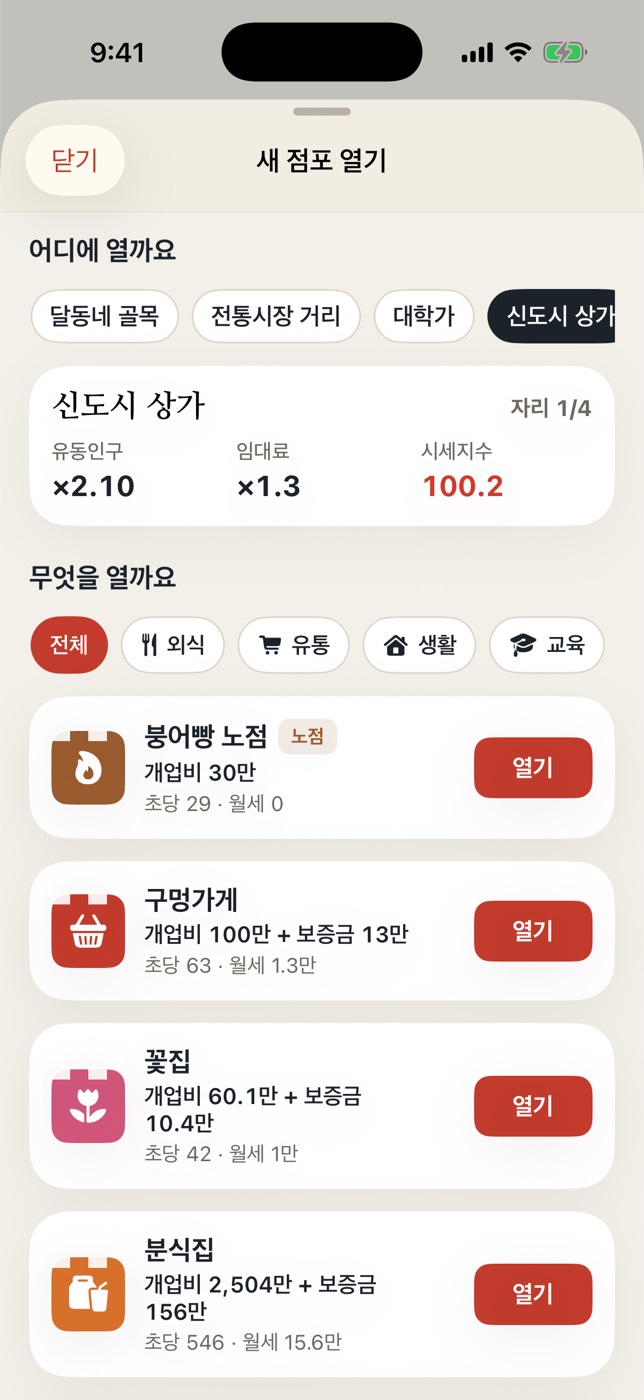 9:41
닫기
새 점포 열기
어디에 열까요
달동네 골목
전통시장 거리
대학가
신도시 상가
신도시 상가
자리 1/4
유동인구
임대료
시세지수
×2.10
×1.3
100.2
무엇을 열까요
전체
외식
유통
생활
교육
붕어빵 노점
노점
개업비 30만
초당 29 · 월세 0
열기
구멍가게
개업비 100만 + 보증금 13만
초당 63 · 월세 1.3만
열기
꽃집
개업비 60.1만 + 보증금
10.4만
초당 42 · 월세 1만
열기
분식집
개업비 2,504만 + 보증금
156만
초당 546 · 월세 15.6만
열기